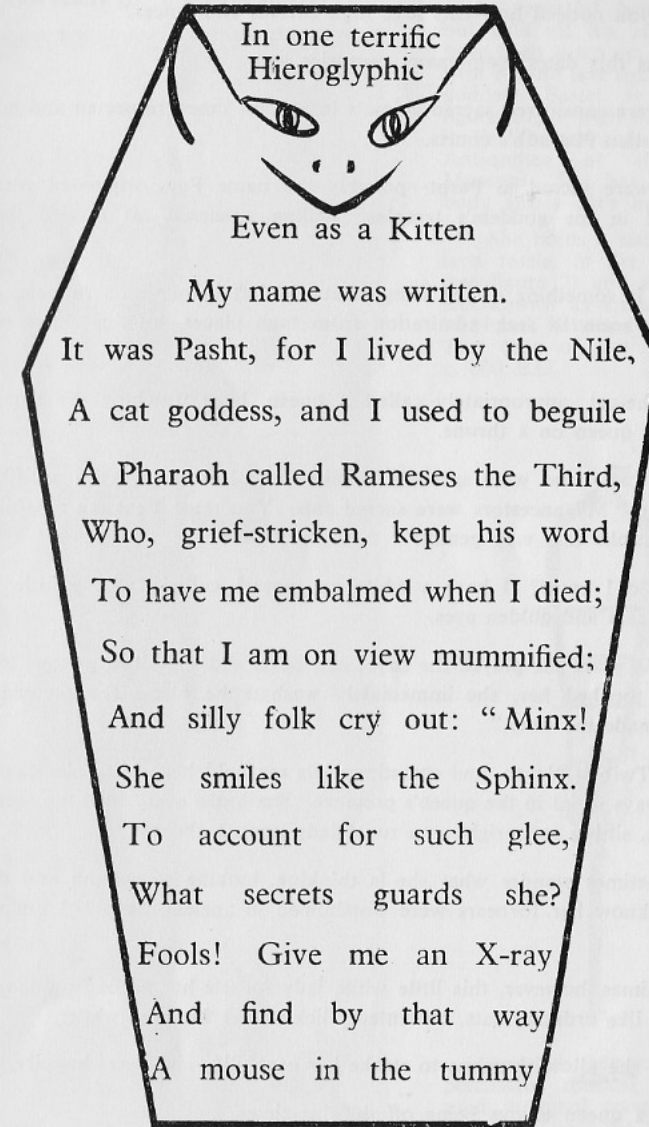 In one terrific
Hieroglyphic
Even as a Kitten
My name was written.
It was Pasht, for I lived by the Nile,
A cat goddess, and I used to beguile
A Pharaoh called Rameses the Third,
Who, grief-stricken, kept his word
To have me embalmed when I died;
So that I am on view mummified;
And silly folk cry out: “Minx!
She smiles like the Sphinx.
To account for such glee,
What secrets guards she?
Fools! Give me an X-ray
And find by that way
A mouse in the tummy